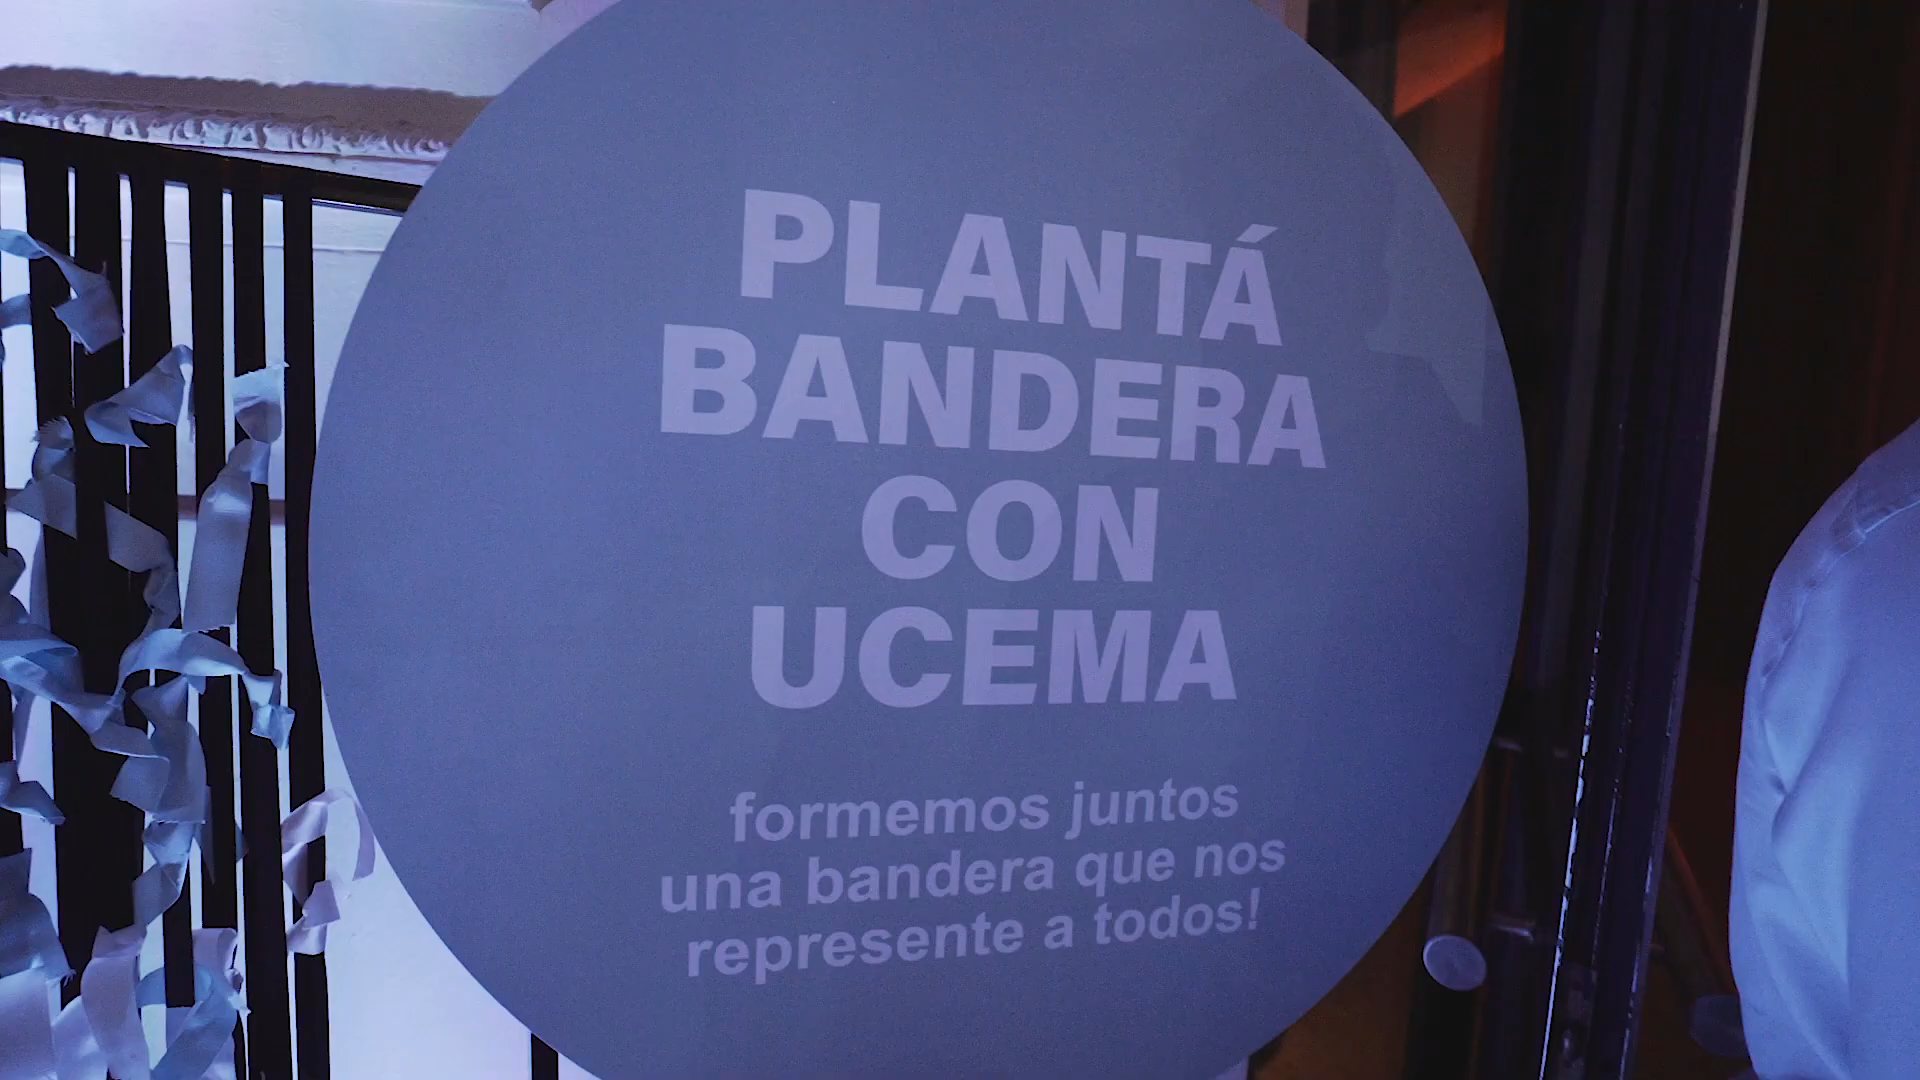 PLANTÁ
BANDERA
CON
UCEMA
formemos juntos
una bandera que nos
represente a todos!